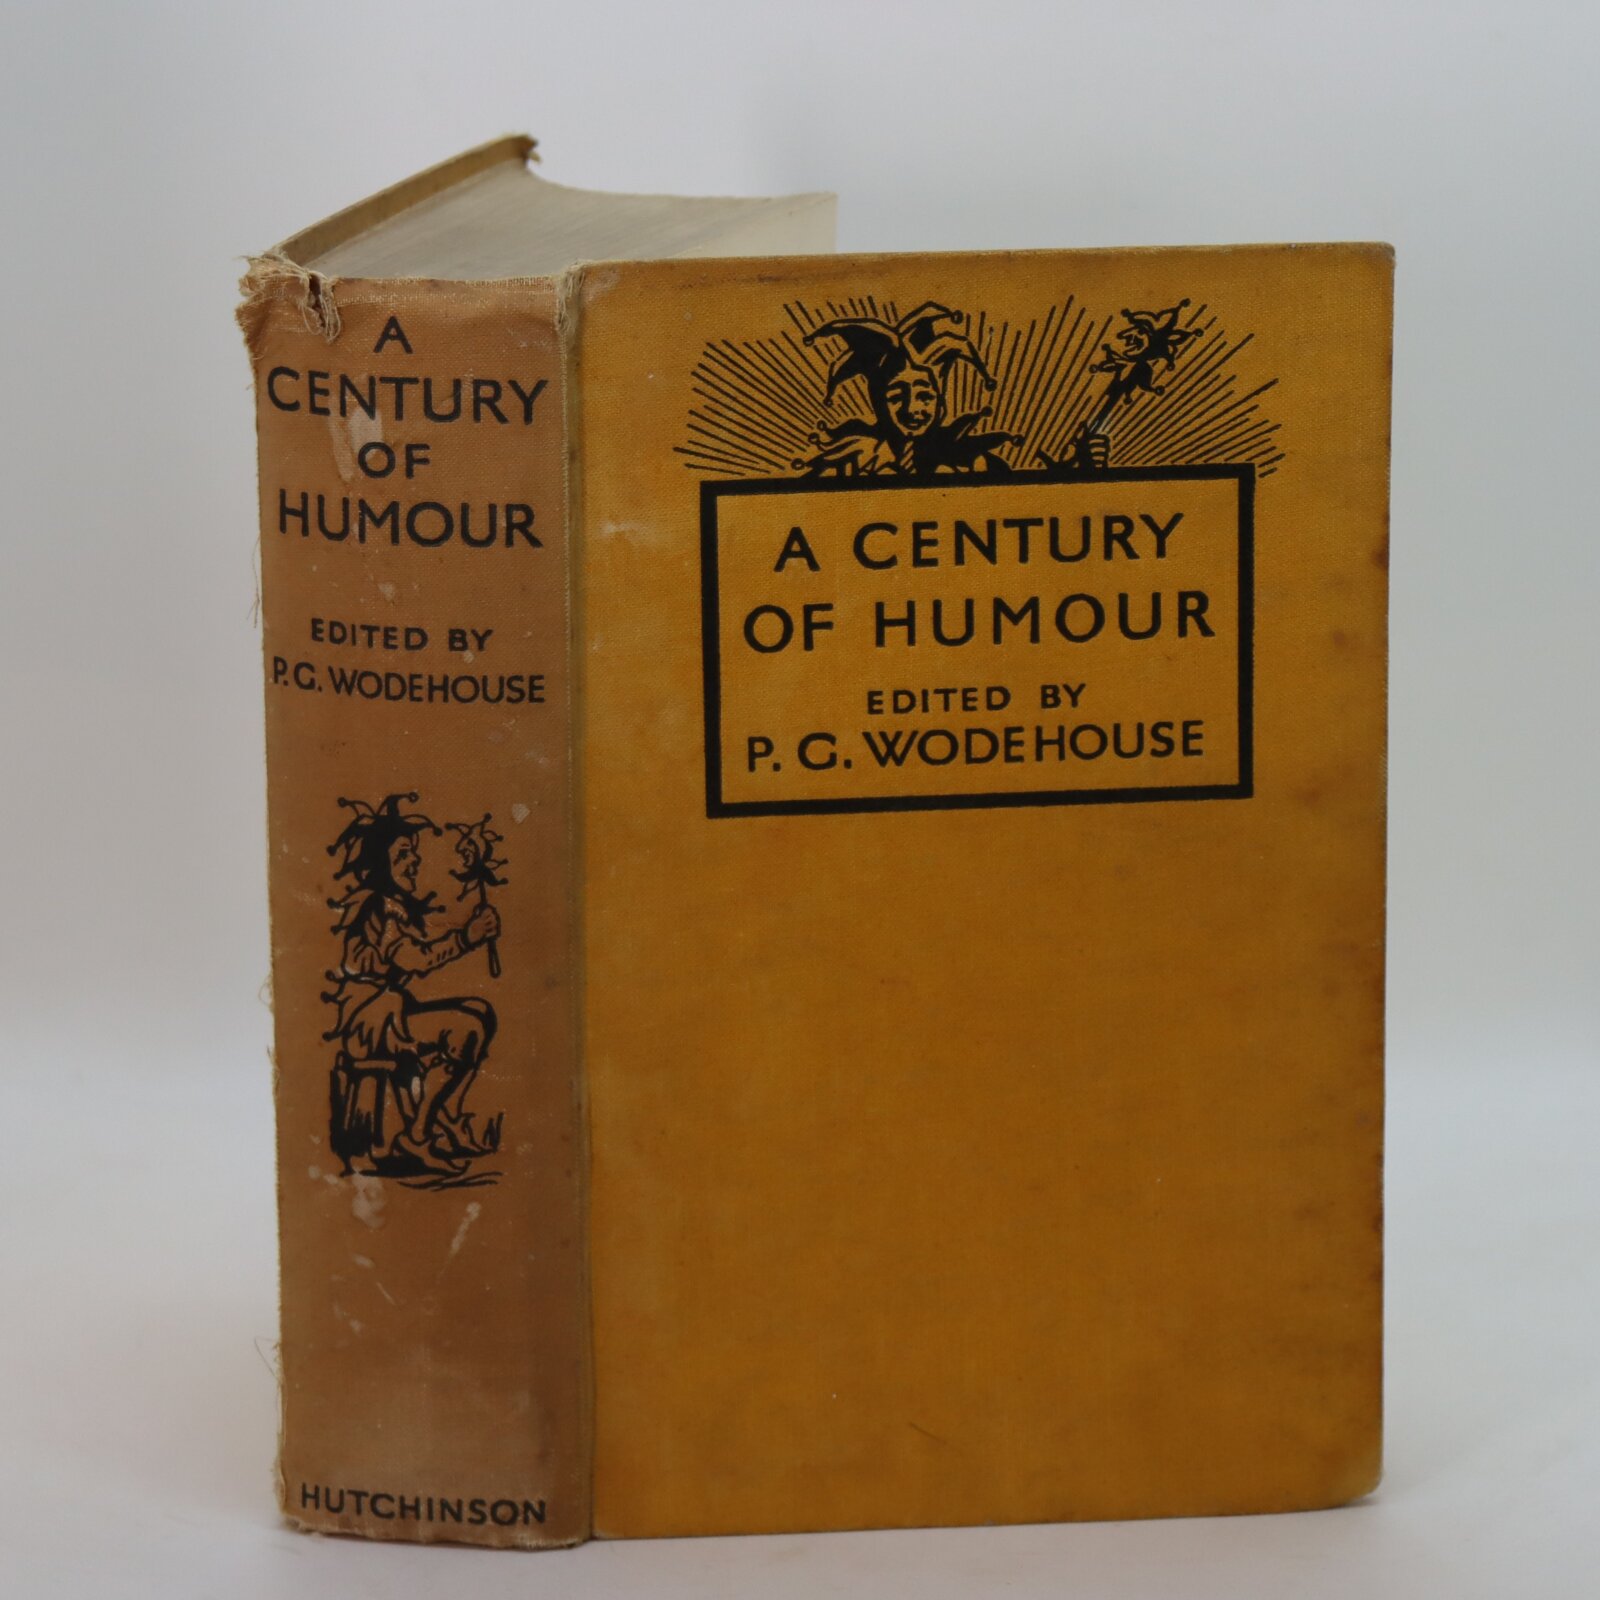 A
CENTURY
OF
HUMOUR
EDITED BY
P.G. WODEHOUSE
HUTCHINSON
A CENTURY
OF HUMOUR
EDITED BY
P. G. WODEHOUSE